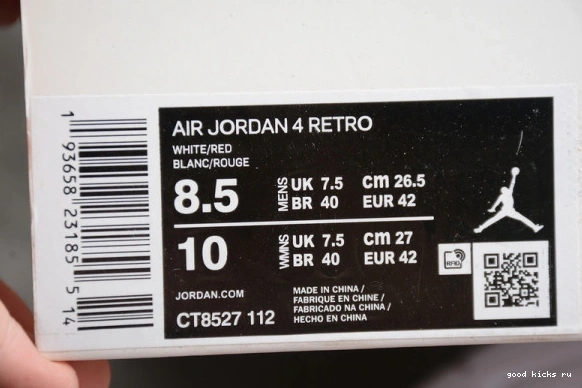 1 93658 23185 5 14
AIR JORDAN 4 RETRO
WHITE/RED
BLANC/ROUGE
8.5 MENS UK 7.5 cm 26.5
BR 40 EUR 42
10 WMNS UK 7.5 cm 27
BR 40 EUR 42
RFID
JORDAN.COM
CT8527 112
MADE IN CHINA /
FABRIQUE EN CHINE /
FABRICADO NA CHINA /
HECHO EN CHINA
good kicks ru